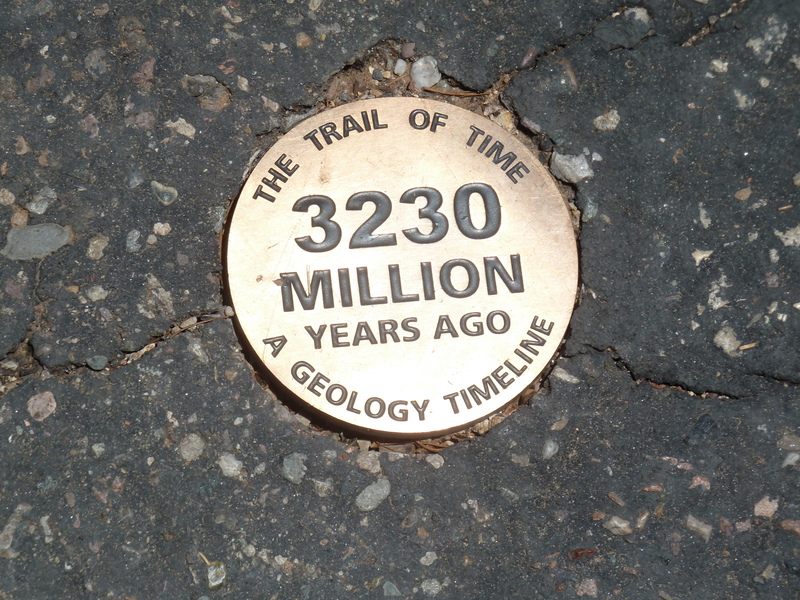 THE TRAIL OF TIME
3230
MILLION
YEARS AGO
A GEOLOGY TIMELINE